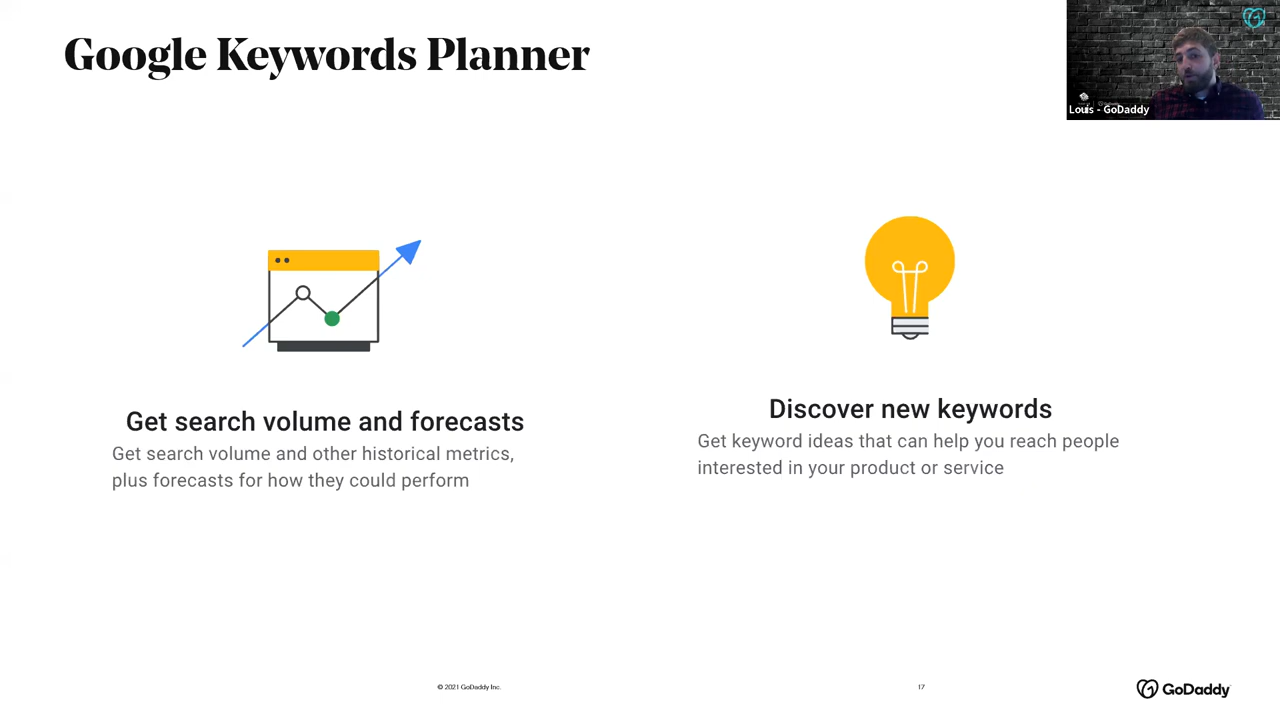 Google Keywords Planner
Louis - GoDaddy
Get search volume and forecasts
Get search volume and other historical metrics,
plus forecasts for how they could perform
Discover new keywords
Get keyword ideas that can help you reach people
interested in your product or service
© 2021 GoDaddy Inc.
17
GoDaddy